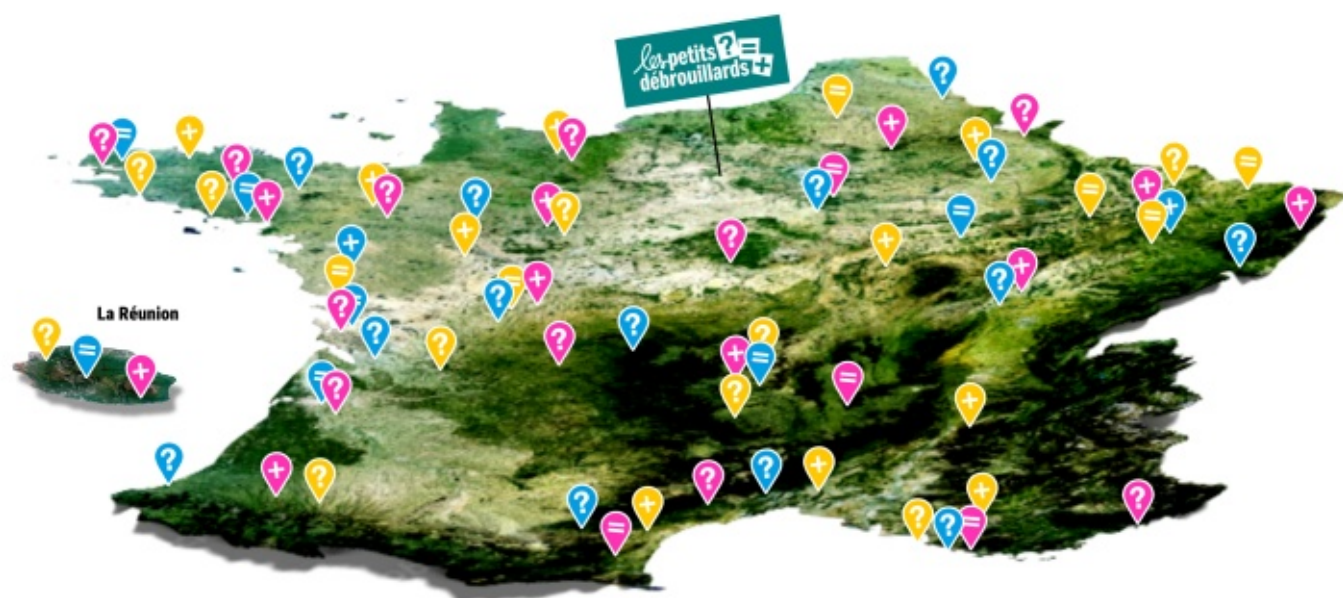 les petits ? =
débrouillards +
La Réunion